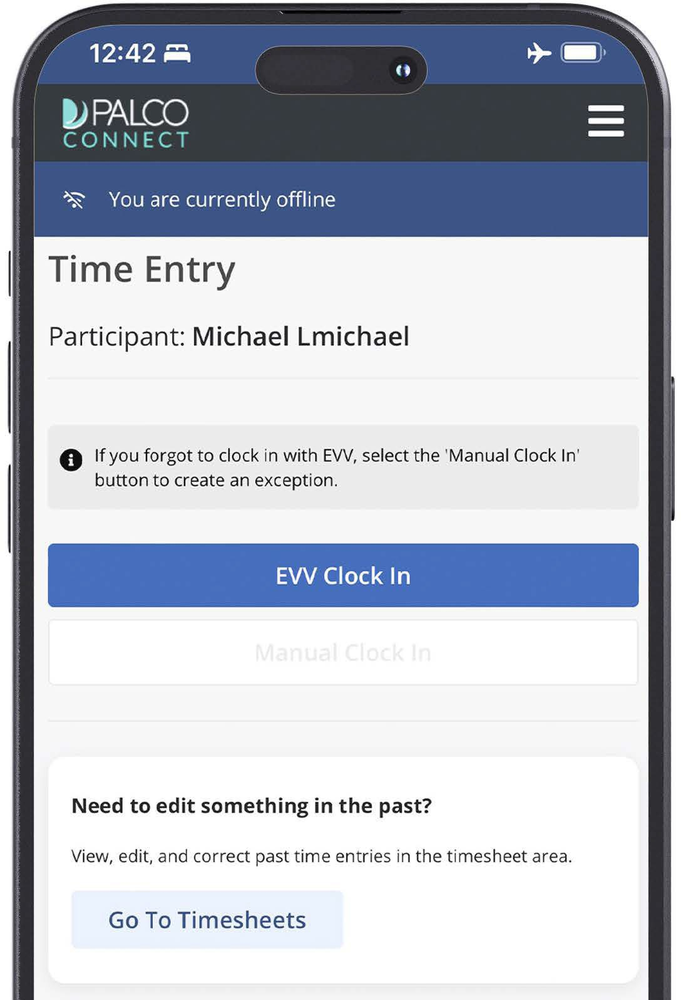 12:42
PALCO
CONNECT
You are currently offline
Time Entry
Participant: Michael Lmichael
If you forgot to clock in with EVV, select the 'Manual Clock In'
button to create an exception.
EVV Clock In
Manual Clock In
Need to edit something in the past?
View, edit, and correct past time entries in the timesheet area.
Go To Timesheets